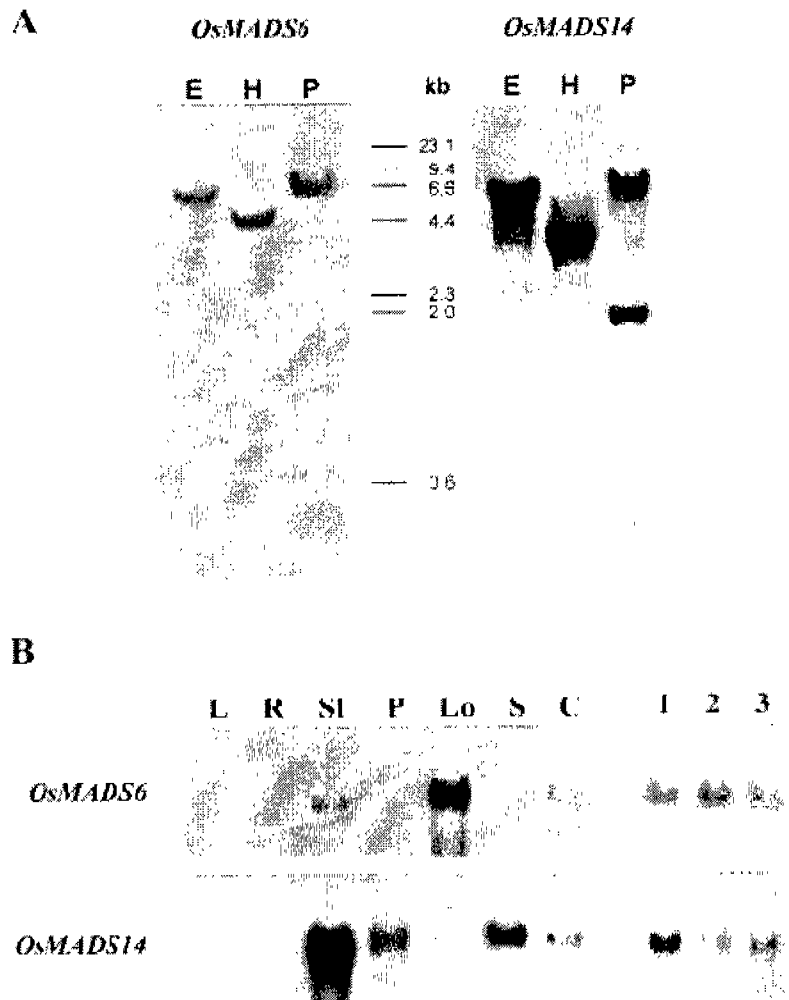 A
OsMADS6 OsMADS14
E H P kb E H P
23.1
9.4
6.5
4.4
2.3
2.0
0.6
B
L R Sl P Lo S C 1 2 3
OsMADS6
OsMADS14